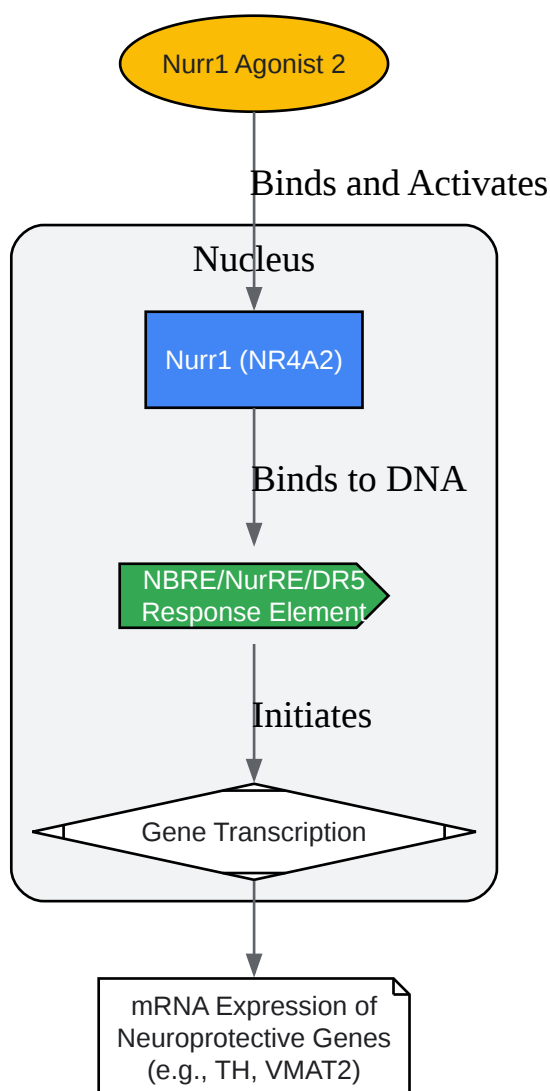 Nurr1 Agonist 2
Binds and Activates
Nucleus
Nurr1 (NR4A2)
Binds to DNA
NBRE/NurRE/DR5
Response Element
Initiates
Gene Transcription
mRNA Expression of
Neuroprotective Genes
(e.g., TH, VMAT2)